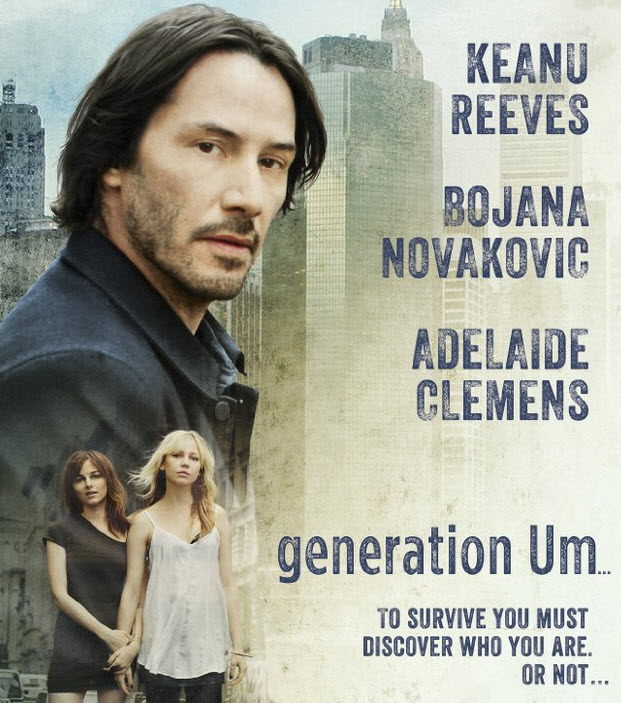 KEANU
REEVES
BOJANA
NOVAKOVIC
ADELAIDE
CLEMENS
generation Um...
TO SURVIVE YOU MUST
DISCOVER WHO YOU ARE.
OR NOT...